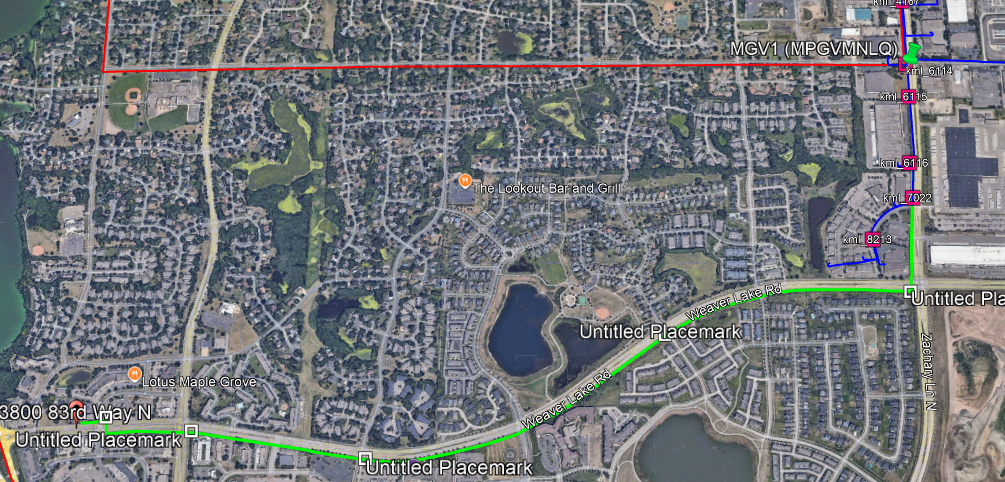 kml_4167
MGV1 (MPGVMNLQ)
kml_6114
kml_6115
kml_6116
The Lookout Bar and Grill
kml_7022
kml_8213
Weaver Lake Rd
Untitled Pla
Untitled Placemark
Zachary Ln N
Lotus Maple Grove
Weaver Lake Rd
3800 83rd Way N
Untitled Placemark
Untitled Placemark